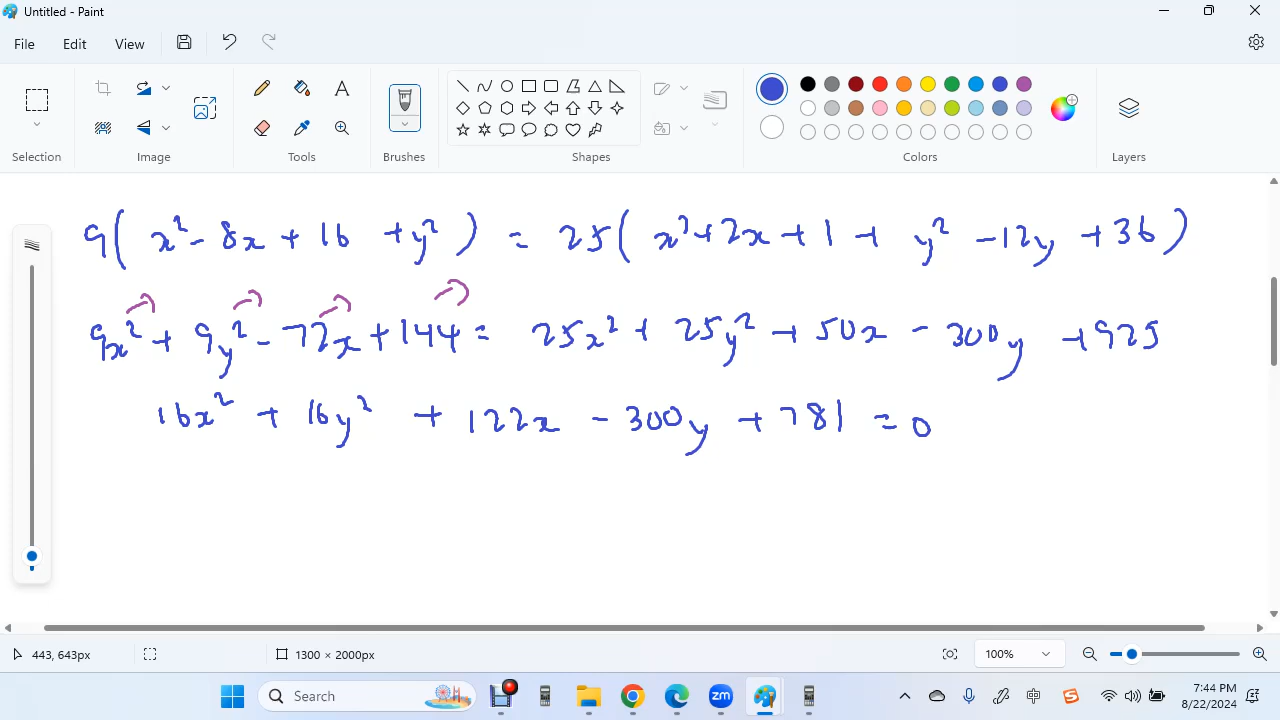 Untitled - Paint
File Edit View
Selection Image Tools Brushes Shapes Colors Layers
9( x² - 8x + 16 + y² ) = 25( x² + 2x + 1 + y² - 12y + 36 )
9x² + 9y² - 72x + 144 = 25x² + 25y² + 50x - 300y + 925
16x² + 16y² + 122x - 300y + 781 = 0
443, 643px 1300 × 2000px 100%
Search zm 中 S 7:44 PM
8/22/2024